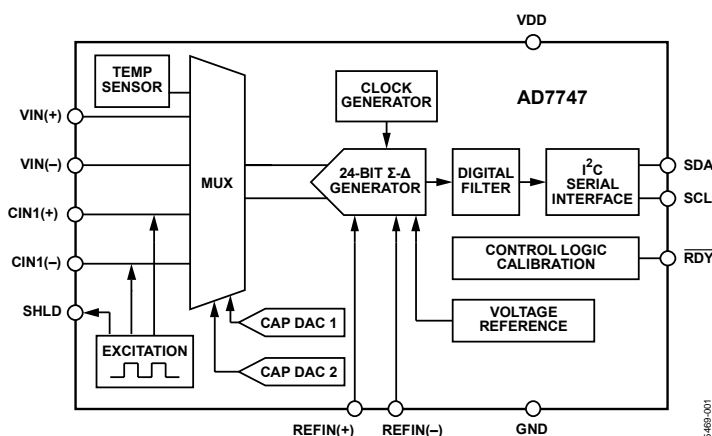 VDD
TEMP
SENSOR
CLOCK
GENERATOR
AD7747
VIN(+)
VIN(–)
CIN1(+)
CIN1(–)
SHLD
MUX
24-BIT Σ-Δ
GENERATOR
DIGITAL
FILTER
I²C
SERIAL
INTERFACE
SDA
SCL
CONTROL LOGIC
CALIBRATION
RDY
VOLTAGE
REFERENCE
EXCITATION
CAP DAC 1
CAP DAC 2
REFIN(+)
REFIN(–)
GND